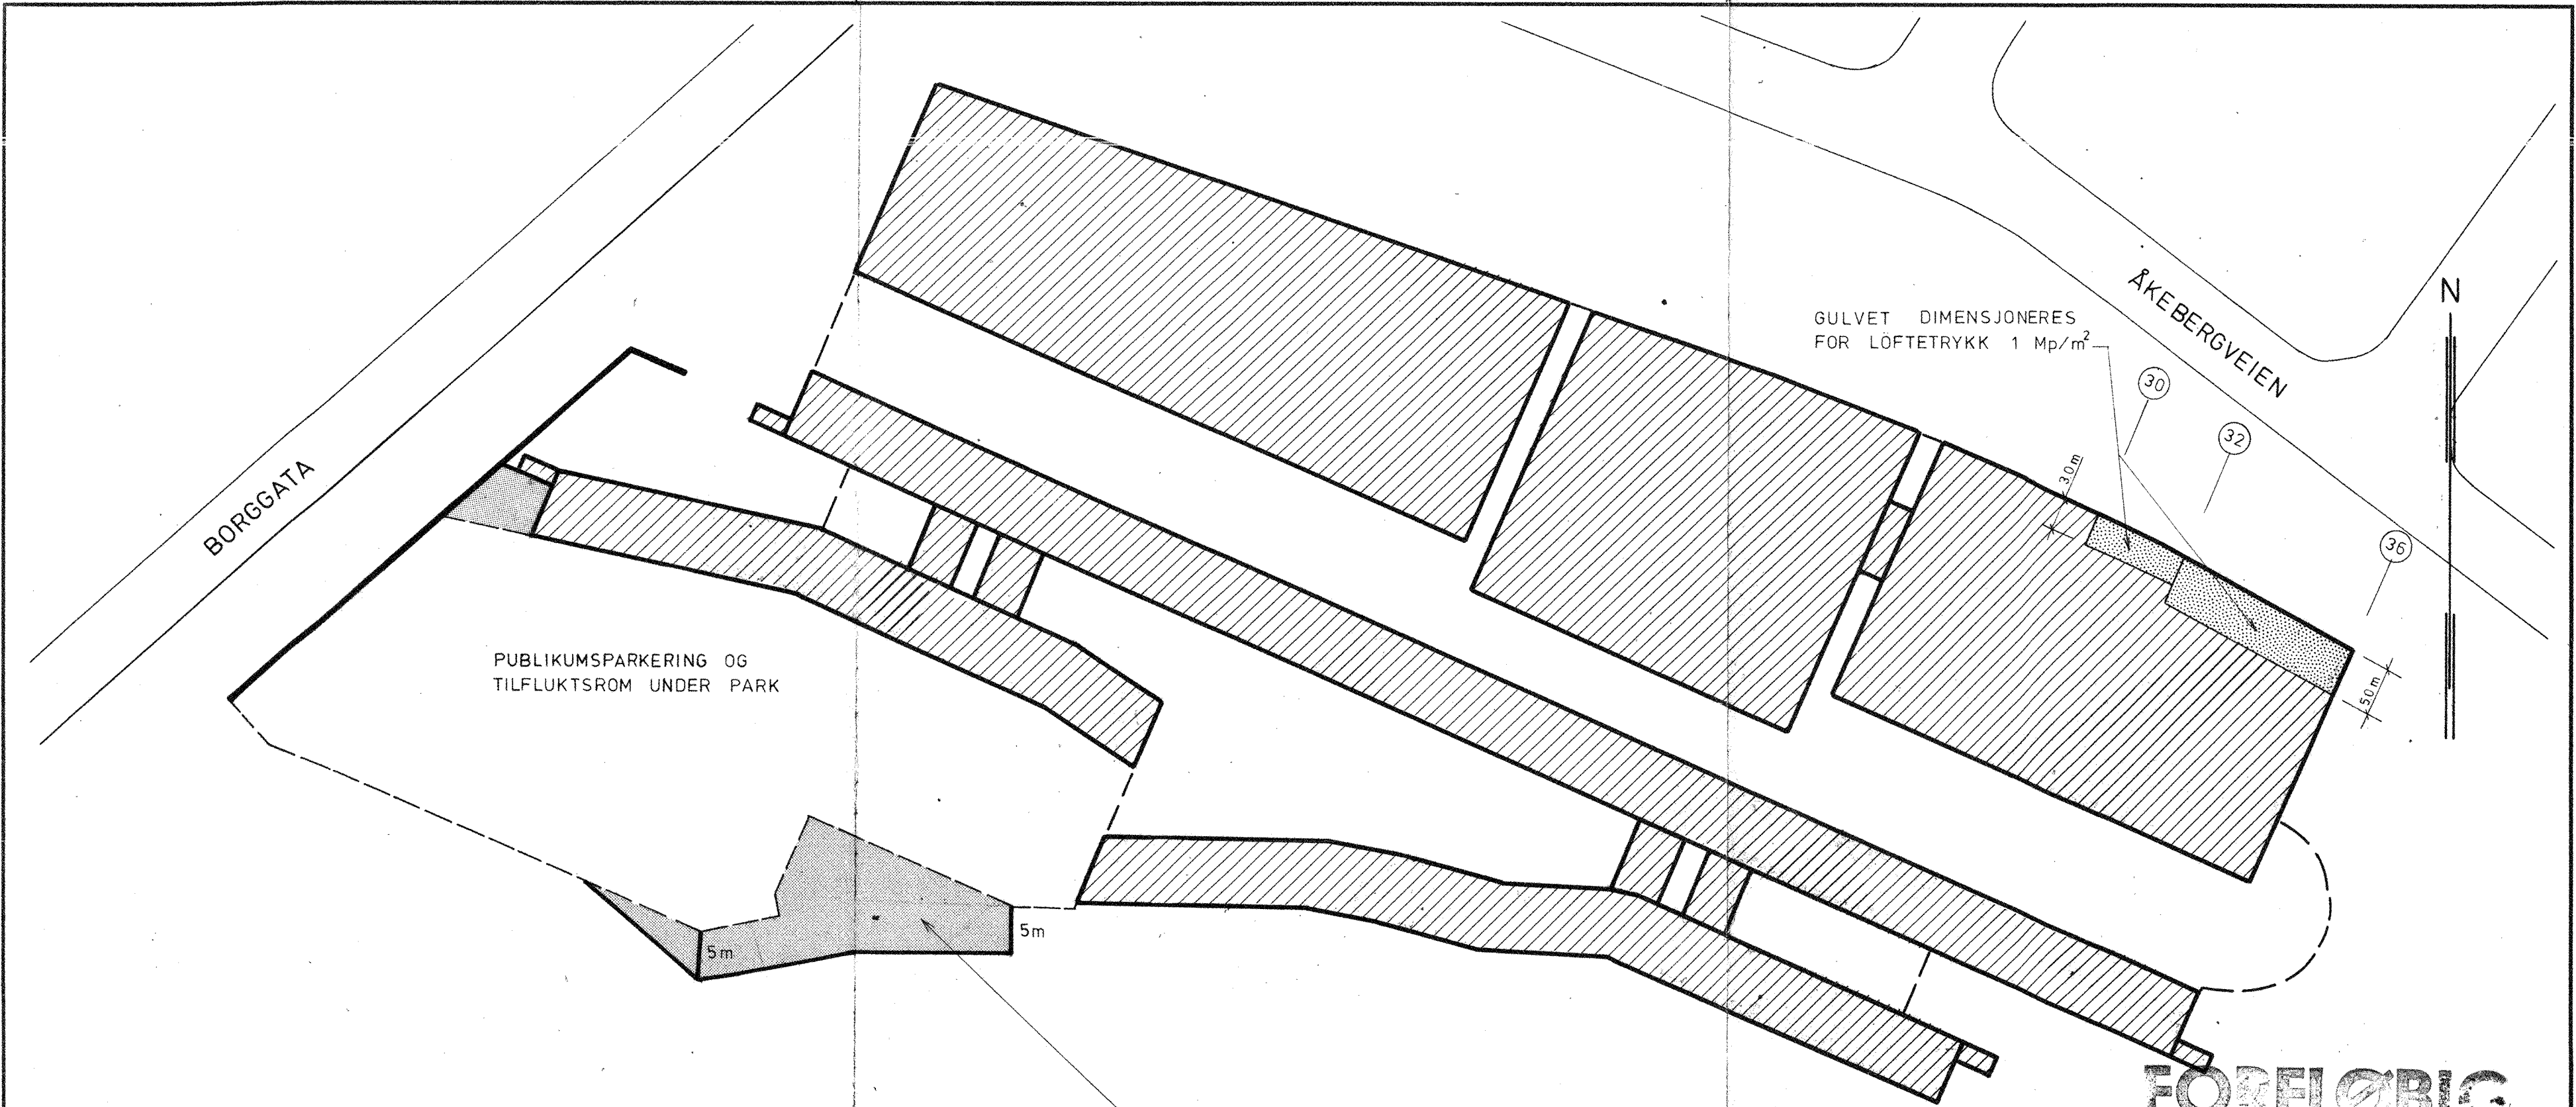 GULVET DIMENSJONERES
FOR LÖFTETRYKK 1 Mp/m²
ÅKEBERGVEIEN
N
30
32
36
3.0m
5.0m
BORGGATA
PUBLIKUMSPARKERING OG
TILFLUKTSROM UNDER PARK
5m
5m
FORELØBIG